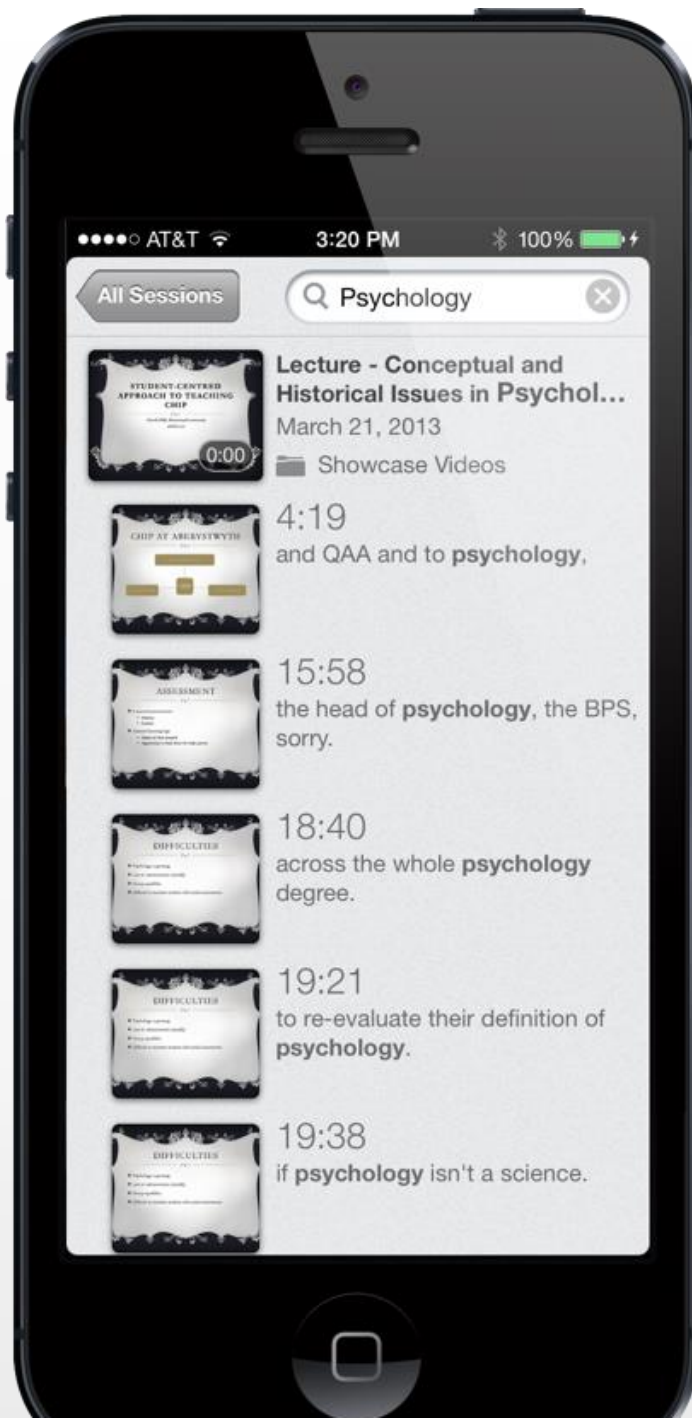 AT&T 3:20 PM 100%
All Sessions
Psychology
STUDENT-CENTRED
APPROACH TO TEACHING
CHIP
0:00
Lecture - Conceptual and
Historical Issues in Psychol...
March 21, 2013
Showcase Videos
CHIP AT ABERYSTWYTH
4:19
and QAA and to psychology,
ASSESSMENT
15:58
the head of psychology, the BPS,
sorry.
DIFFICULTIES
18:40
across the whole psychology
degree.
DIFFICULTIES
19:21
to re-evaluate their definition of
psychology.
DIFFICULTIES
19:38
if psychology isn't a science.